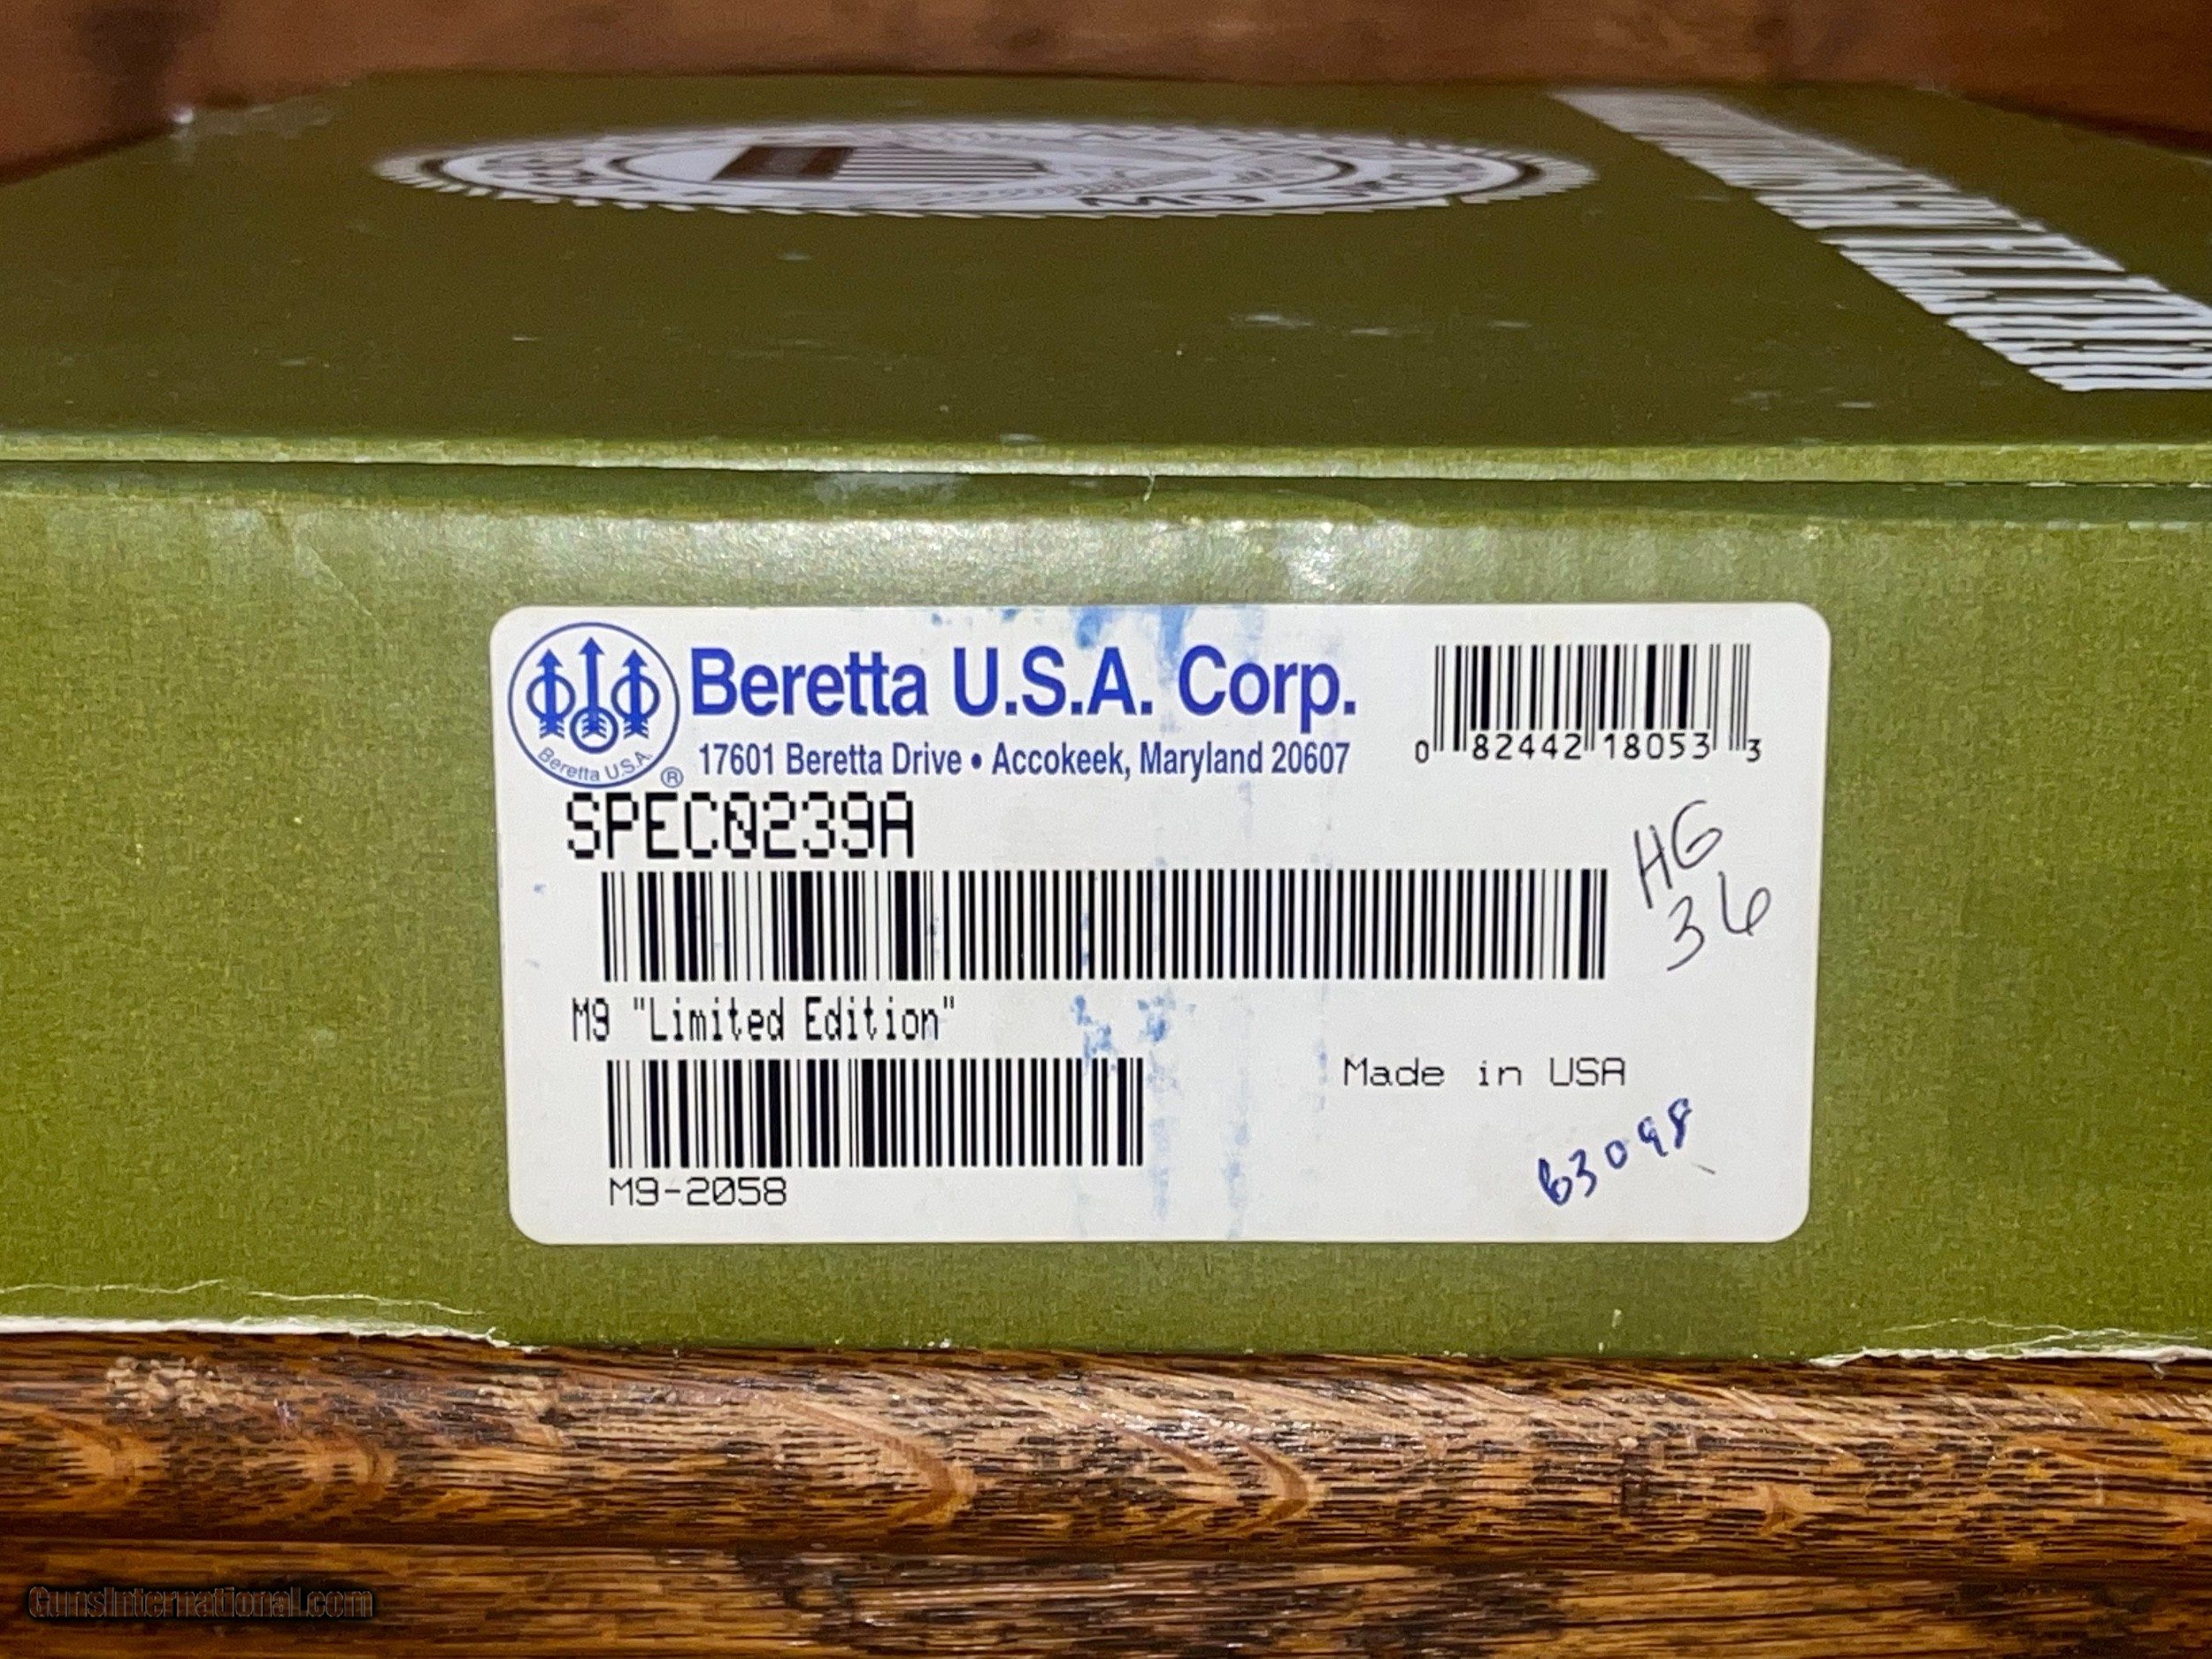 M9
Beretta U.S.A. Corp.
Beretta U.S.A.
®
17601 Beretta Drive • Accokeek, Maryland 20607
0 82442 18053 3
SPEC0239A
HG
36
M9 "Limited Edition"
Made in USA
63098
M9-2058
GunsInternational.com